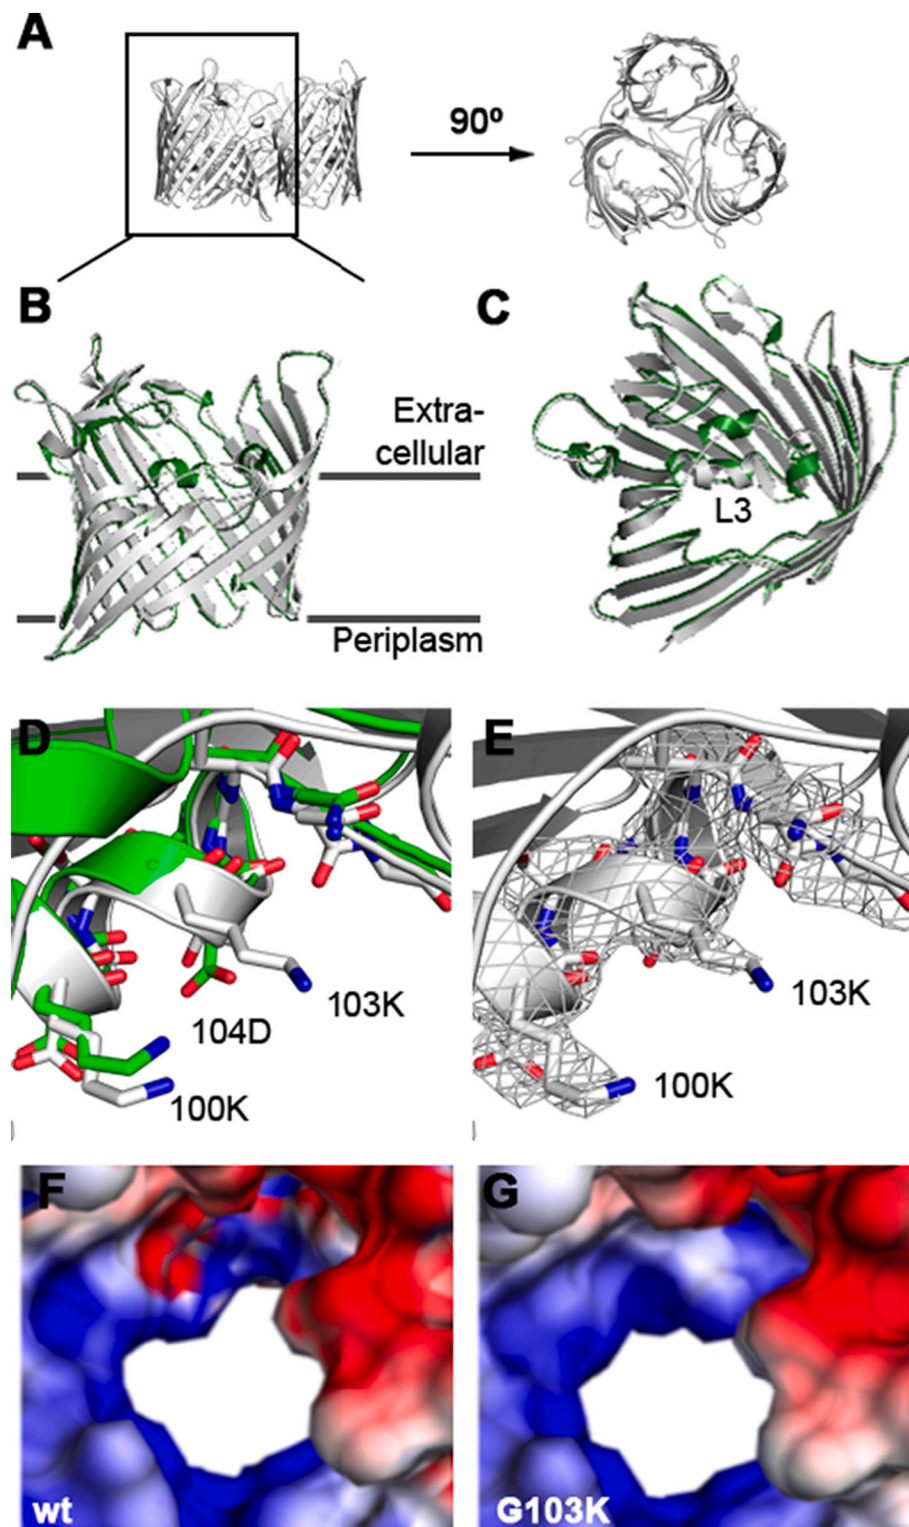 A
90º
B
C
Extra-
cellular
L3
Periplasm
D
E
103K
104D
100K
103K
100K
F
G
wt
G103K